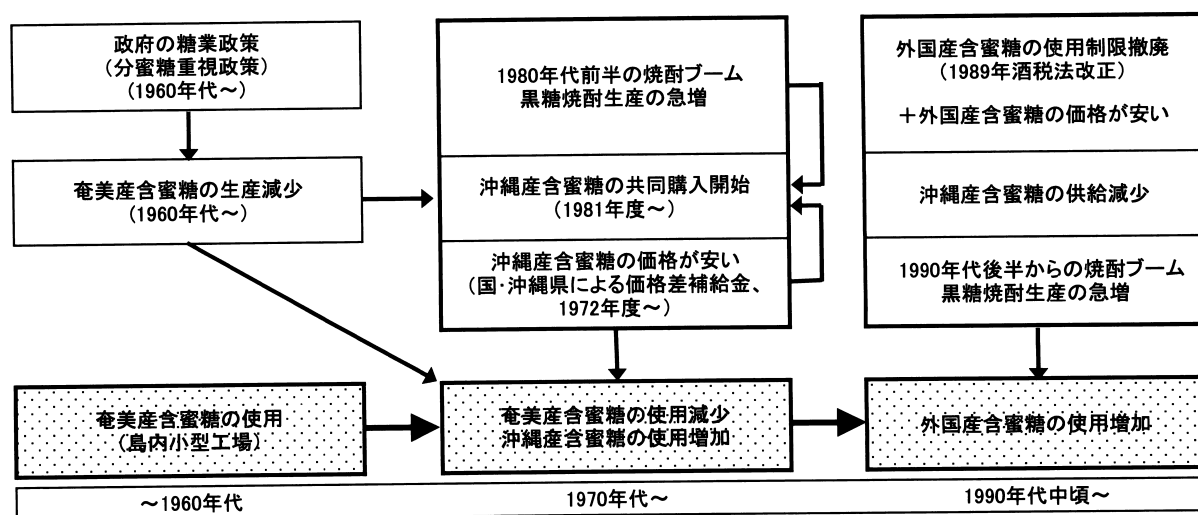 政府の糖業政策
(分蜜糖重視政策)
(1960年代～)
奄美産含蜜糖の生産減少
(1960年代～)
1980年代前半の焼酎ブーム
黒糖焼酎生産の急増
沖縄産含蜜糖の共同購入開始
(1981年度～)
沖縄産含蜜糖の価格が安い
(国・沖縄県による価格差補給金、
1972年度～)
外国産含蜜糖の使用制限撤廃
(1989年酒税法改正)
＋外国産含蜜糖の価格が安い
沖縄産含蜜糖の供給減少
1990年代後半からの焼酎ブーム
黒糖焼酎生産の急増
奄美産含蜜糖の使用
(島内小型工場)
奄美産含蜜糖の使用減少
沖縄産含蜜糖の使用増加
外国産含蜜糖の使用増加
～1960年代
1970年代～
1990年代中頃～